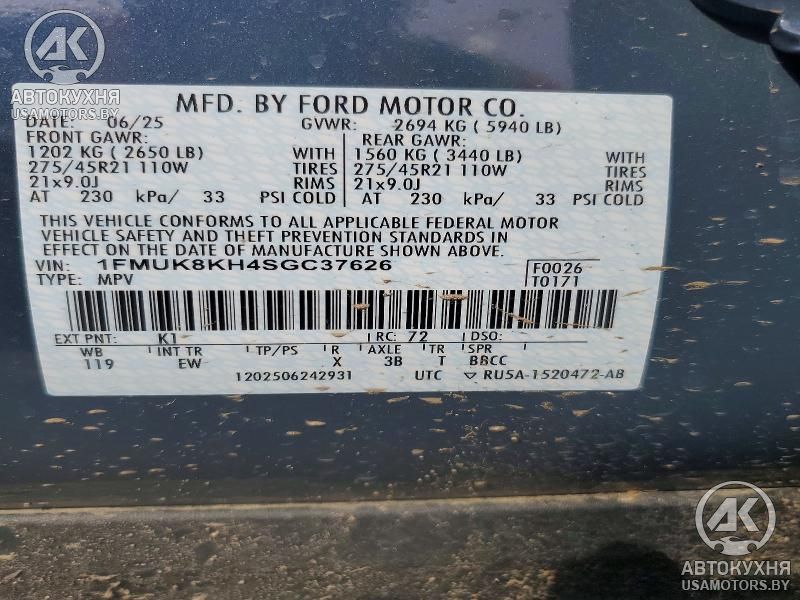 AK
АВТОКУХНЯ
USAMOTORS.BY
MFD. BY FORD MOTOR CO.
DATE: 06/25 GVWR: 2694 KG ( 5940 LB)
FRONT GAWR: REAR GAWR:
1202 KG ( 2650 LB) WITH 1560 KG ( 3440 LB) WITH
275/45R21 110W TIRES 275/45R21 110W TIRES
21x9.0J RIMS 21x9.0J RIMS
AT 230 kPa/ 33 PSI COLD AT 230 kPa/ 33 PSI COLD
THIS VEHICLE CONFORMS TO ALL APPLICABLE FEDERAL MOTOR
VEHICLE SAFETY AND THEFT PREVENTION STANDARDS IN
EFFECT ON THE DATE OF MANUFACTURE SHOWN ABOVE.
VIN: 1FMUK8KH4SGC37626 F0026
TYPE: MPV T0171
EXT PNT: K1 RC: 72 DSO:
WB INT TR TP/PS R AXLE TR SPR
119 EW X 3B T BBCC
1202506242931 UTC ▽ RU5A-1520472-AB
AK
АВТОКУХНЯ
USAMOTORS.BY